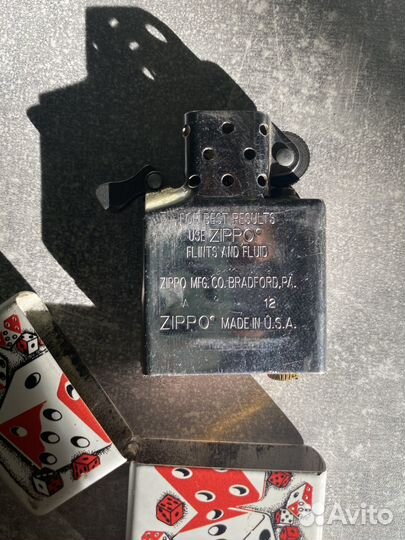 FOR BEST RESULTS
USE ZIPPO®
FLINTS AND FLUID
ZIPPO MFG. CO. BRADFORD, PA.
A 12
ZIPPO® MADE IN U.S.A.
Avito